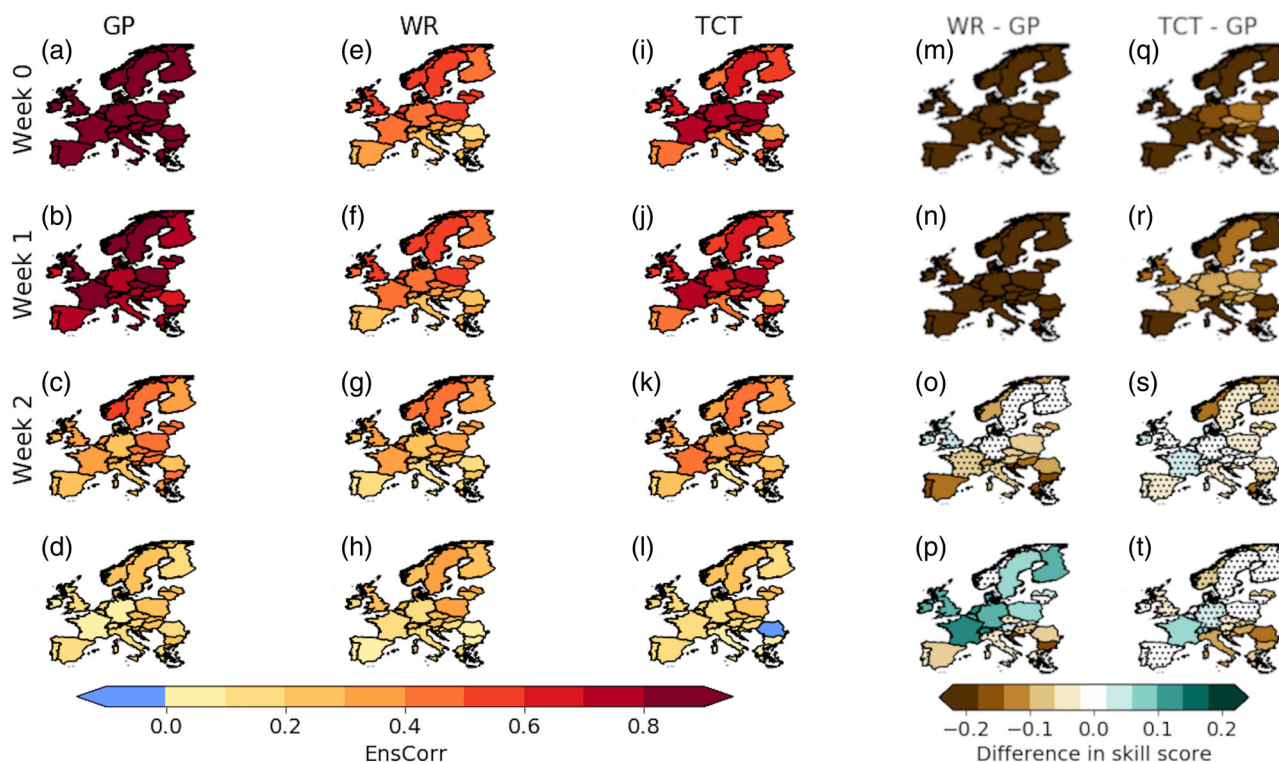 GP WR TCT WR - GP TCT - GP
(a) (e) (i) (m) (q)
Week 0
(b) (f) (j) (n) (r)
Week 1
(c) (g) (k) (o) (s)
Week 2
(d) (h) (l) (p) (t)
0.0 0.2 0.4 0.6 0.8
EnsCorr
−0.2 −0.1 0.0 0.1 0.2
Difference in skill score